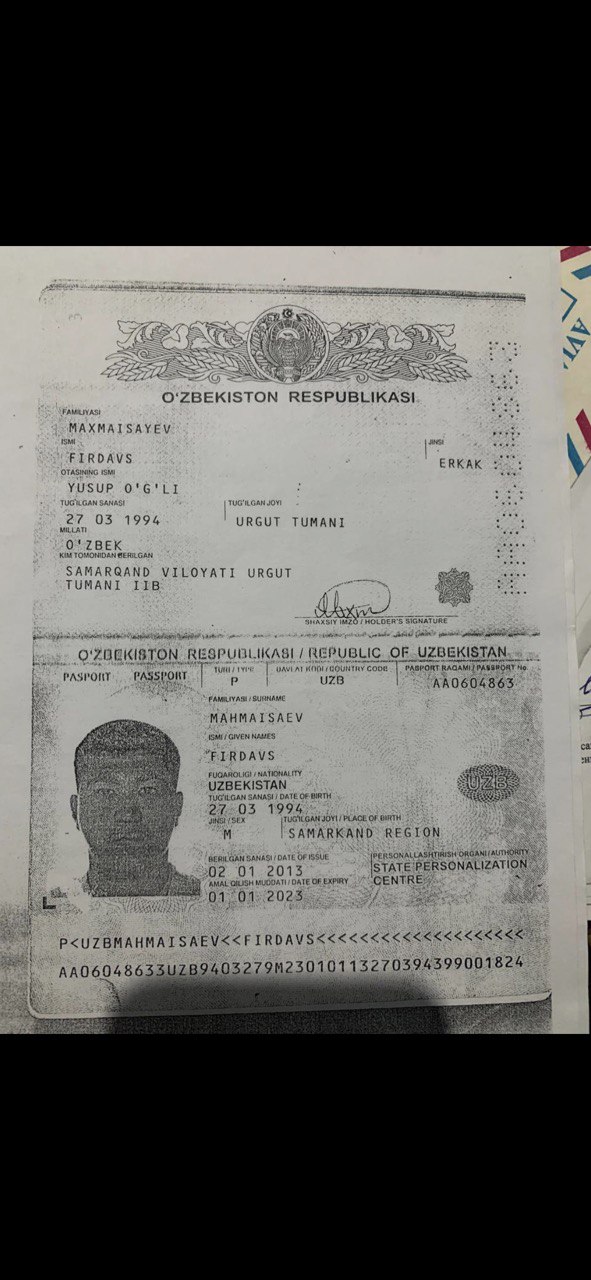 O'ZBEKISTON RESPUBLIKASI
FAMILIYASI
MAXMAISAYEV
ISMI
FIRDAVS
JINSI
ERKAK
OTASINING ISMI
YUSUP O'G'LI
TUG'ILGAN SANASI
TUG'ILGAN JOYI
27 03 1994
URGUT TUMANI
MILLATI
O'ZBEK
KIM TOMONIDAN BERILGAN
SAMARQAND VILOYATI URGUT
TUMANI IIB
SHAXSIY IMZO / HOLDER'S SIGNATURE
O'ZBEKISTON RESPUBLIKASI / REPUBLIC OF UZBEKISTAN
PASPORT PASSPORT
TURI / TYPE
P
DAVLAT KODI / COUNTRY CODE
UZB
PASPORT RAQAMI / PASSPORT No
AA0604863
FAMILIYASI / SURNAME
MAHMAISAEV
ISMI / GIVEN NAMES
FIRDAVS
FUQAROLIGI / NATIONALITY
UZBEKISTAN
UZB
TUG'ILGAN SANASI / DATE OF BIRTH
27 03 1994
JINSI / SEX
TUG'ILGAN JOYI / PLACE OF BIRTH
M
SAMARKAND REGION
BERILGAN SANASI / DATE OF ISSUE
02 01 2013
PERSONALLASHTIRISH ORGANI / AUTHORITY
STATE PERSONALIZATION
CENTRE
AMAL QILISH MUDDATI / DATE OF EXPIRY
01 01 2023
P<UZBMAHMAISAEV<<FIRDAVS<<<<<<<<<<<<<<<<<<<<
AA06048633UZB9403279M23010113270394399001824